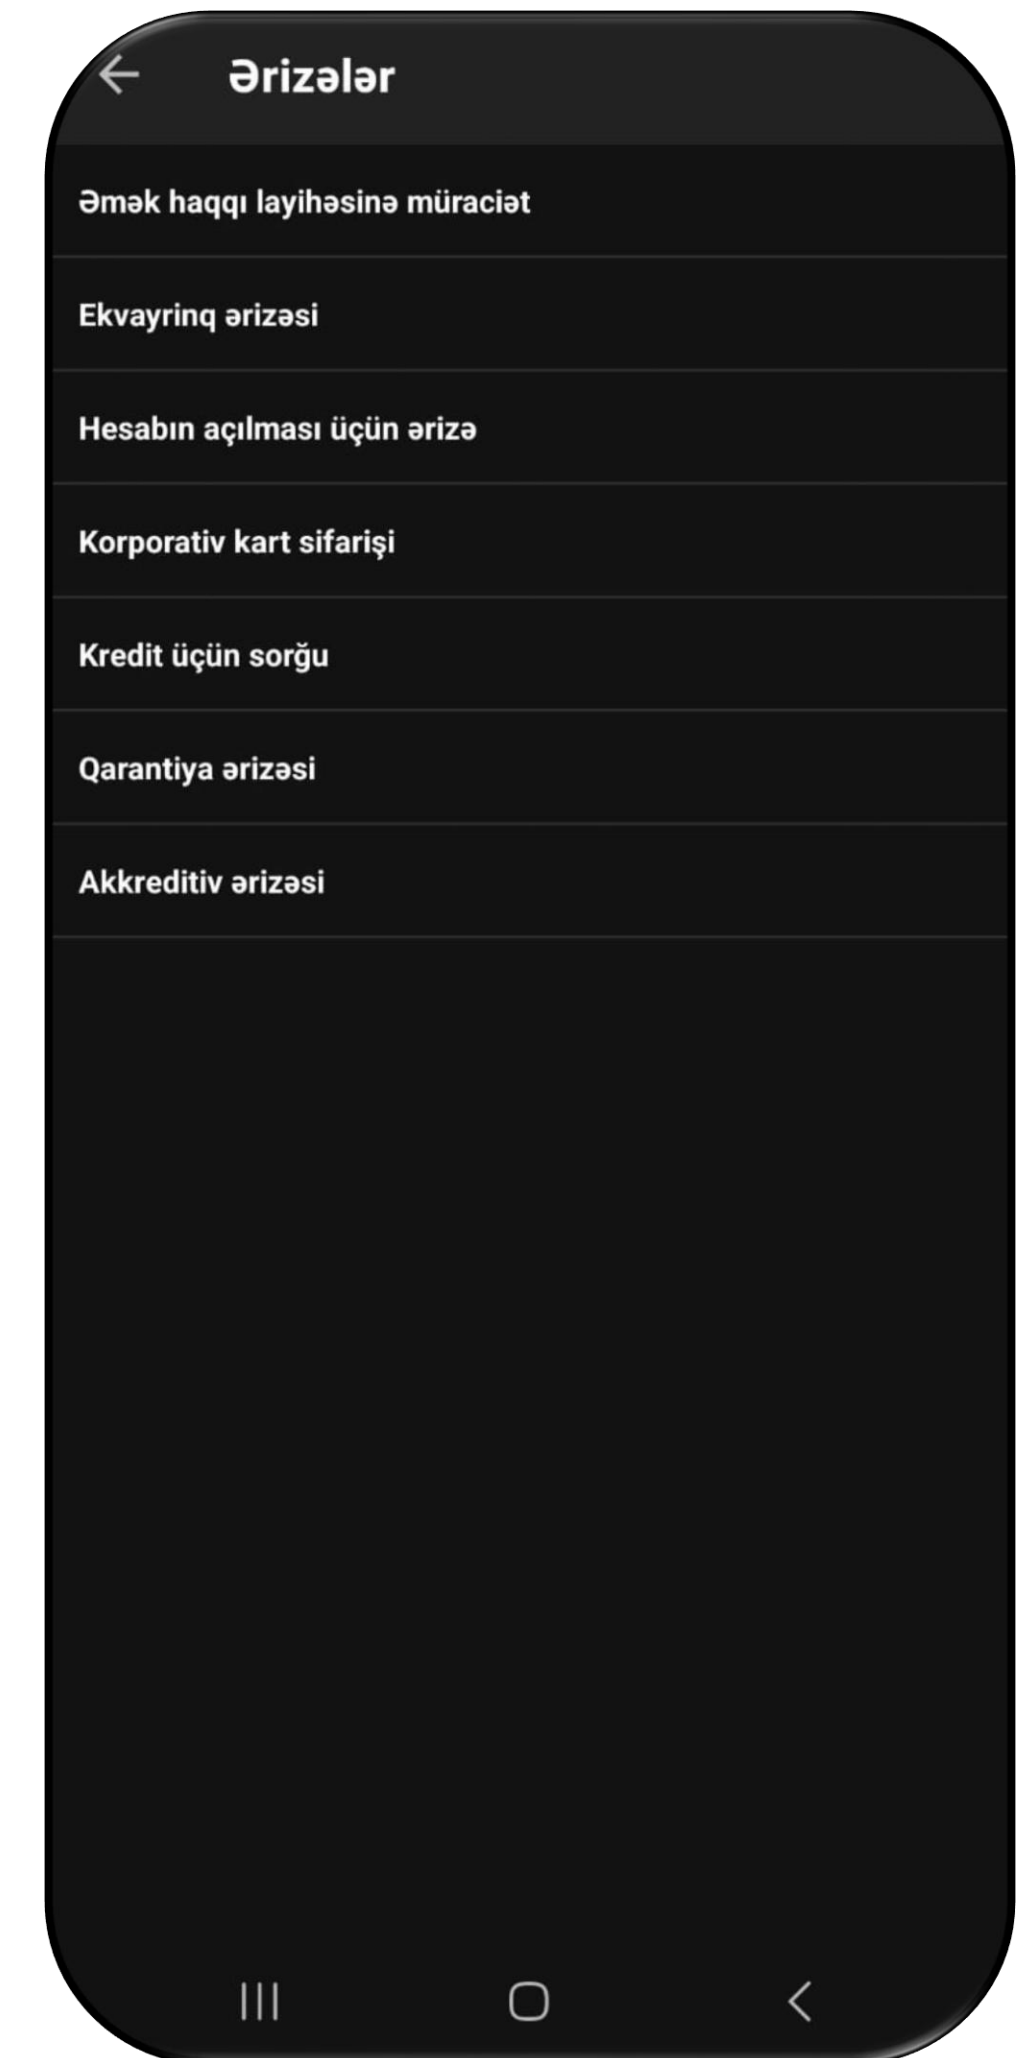 Ərizələr
Əmək haqqı layihəsinə müraciət
Ekvayrinq ərizəsi
Hesabın açılması üçün ərizə
Korporativ kart sifarişi
Kredit üçün sorğu
Qarantiya ərizəsi
Akkreditiv ərizəsi